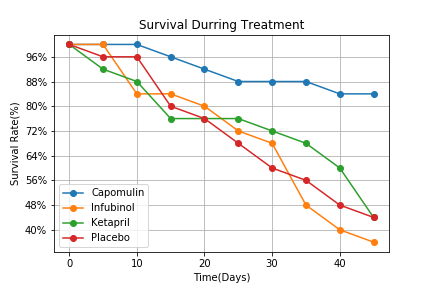 Survival Durring Treatment
Survival Rate(%)
96%
88%
80%
72%
64%
56%
48%
40%
Capomulin
Infubinol
Ketapril
Placebo
0
10
20
30
40
Time(Days)